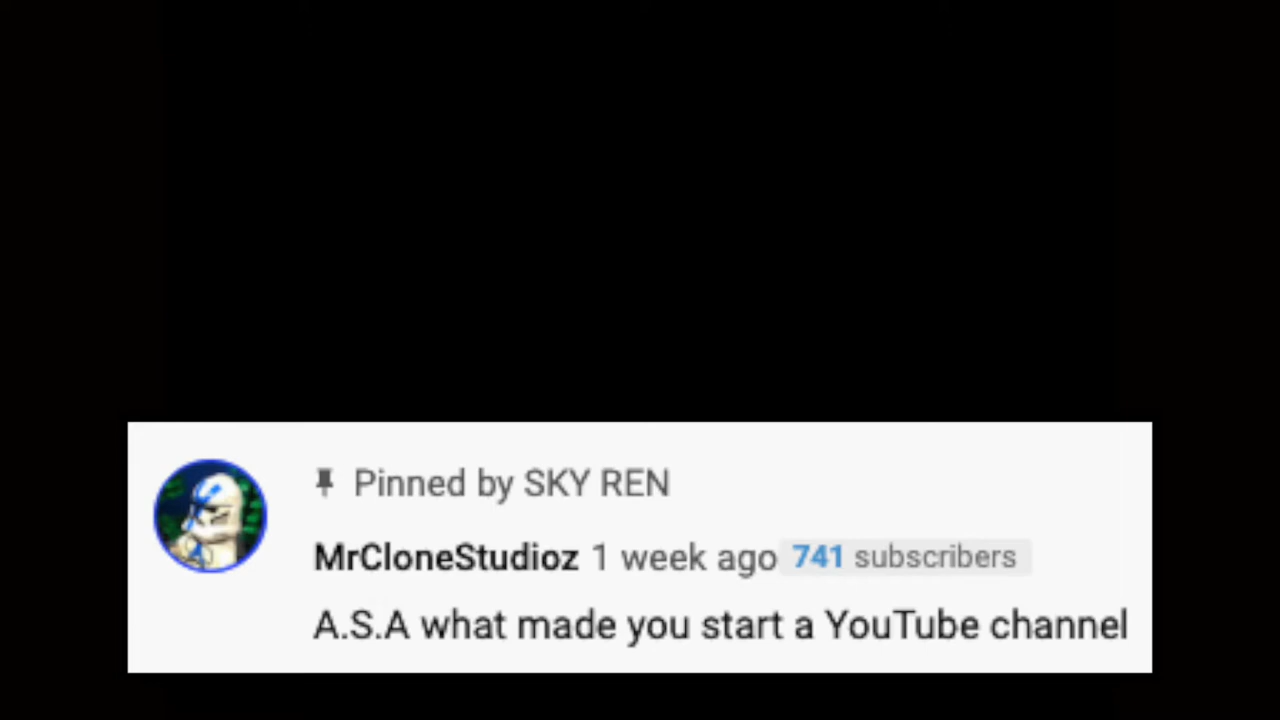 Pinned by SKY REN
MrCloneStudioz 1 week ago 741 subscribers
A.S.A what made you start a YouTube channel